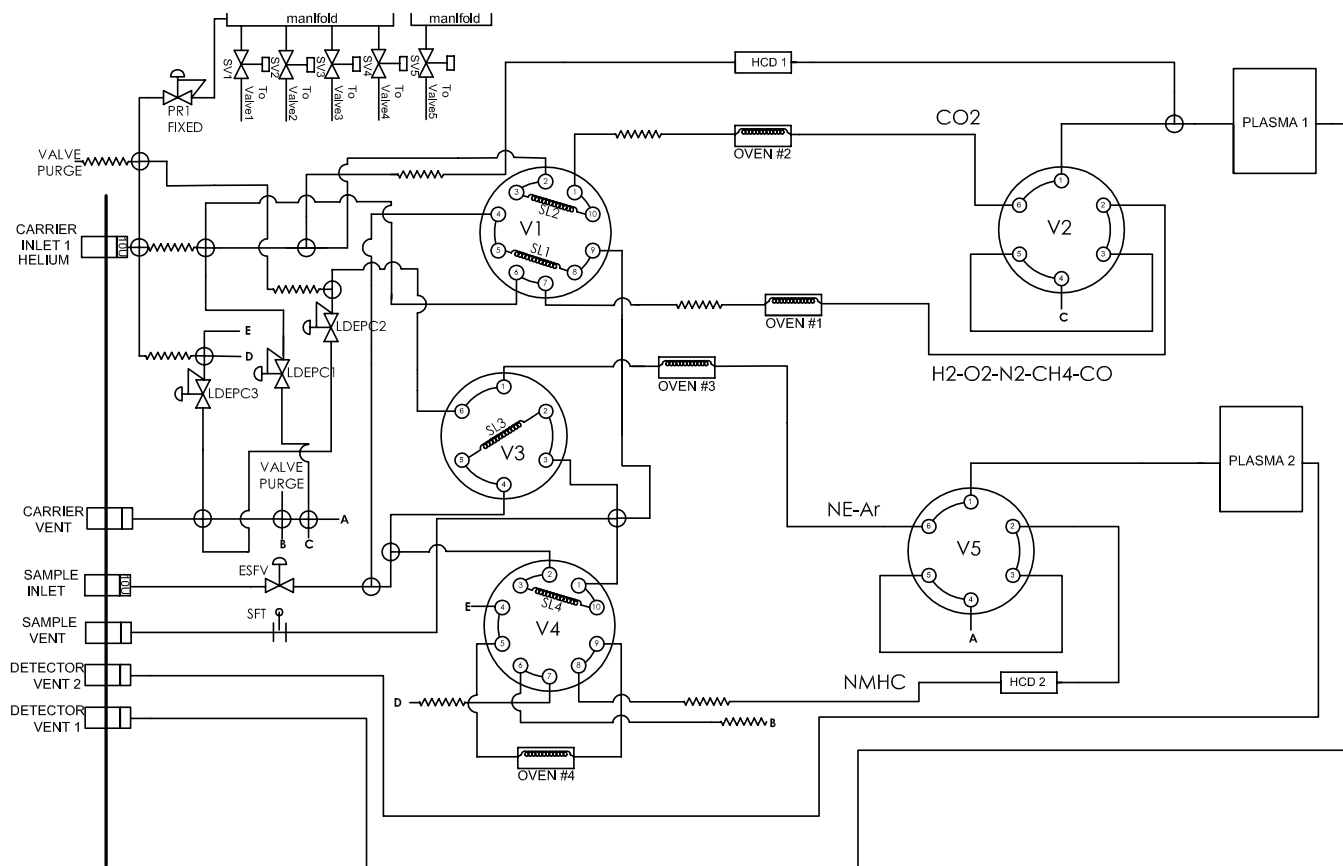 manifold
manifold
SV1
SV2
SV3
SV4
SV5
To
Valve1
To
Valve2
To
Valve3
To
Valve4
To
Valve5
PR1
FIXED
HCD 1
PLASMA 1
CO2
OVEN #2
VALVE
PURGE
CARRIER
INLET 1
HELIUM
10U
V1
1
2
3
4
5
6
7
8
9
10
SL2
SL1
V2
1
2
3
4
5
6
C
OVEN #1
H2-O2-N2-CH4-CO
LDEPC2
E
D
LDEPC1
LDEPC3
OVEN #3
V3
1
2
3
4
5
6
SL3
PLASMA 2
VALVE
PURGE
CARRIER
VENT
A
B
C
NE-Ar
V5
1
2
3
4
5
6
A
SAMPLE
INLET
10U
ESFV
SFT
SAMPLE
VENT
E
V4
1
2
3
4
5
6
7
8
9
10
SL4
DETECTOR
VENT 2
NMHC
HCD 2
D
B
DETECTOR
VENT 1
OVEN #4